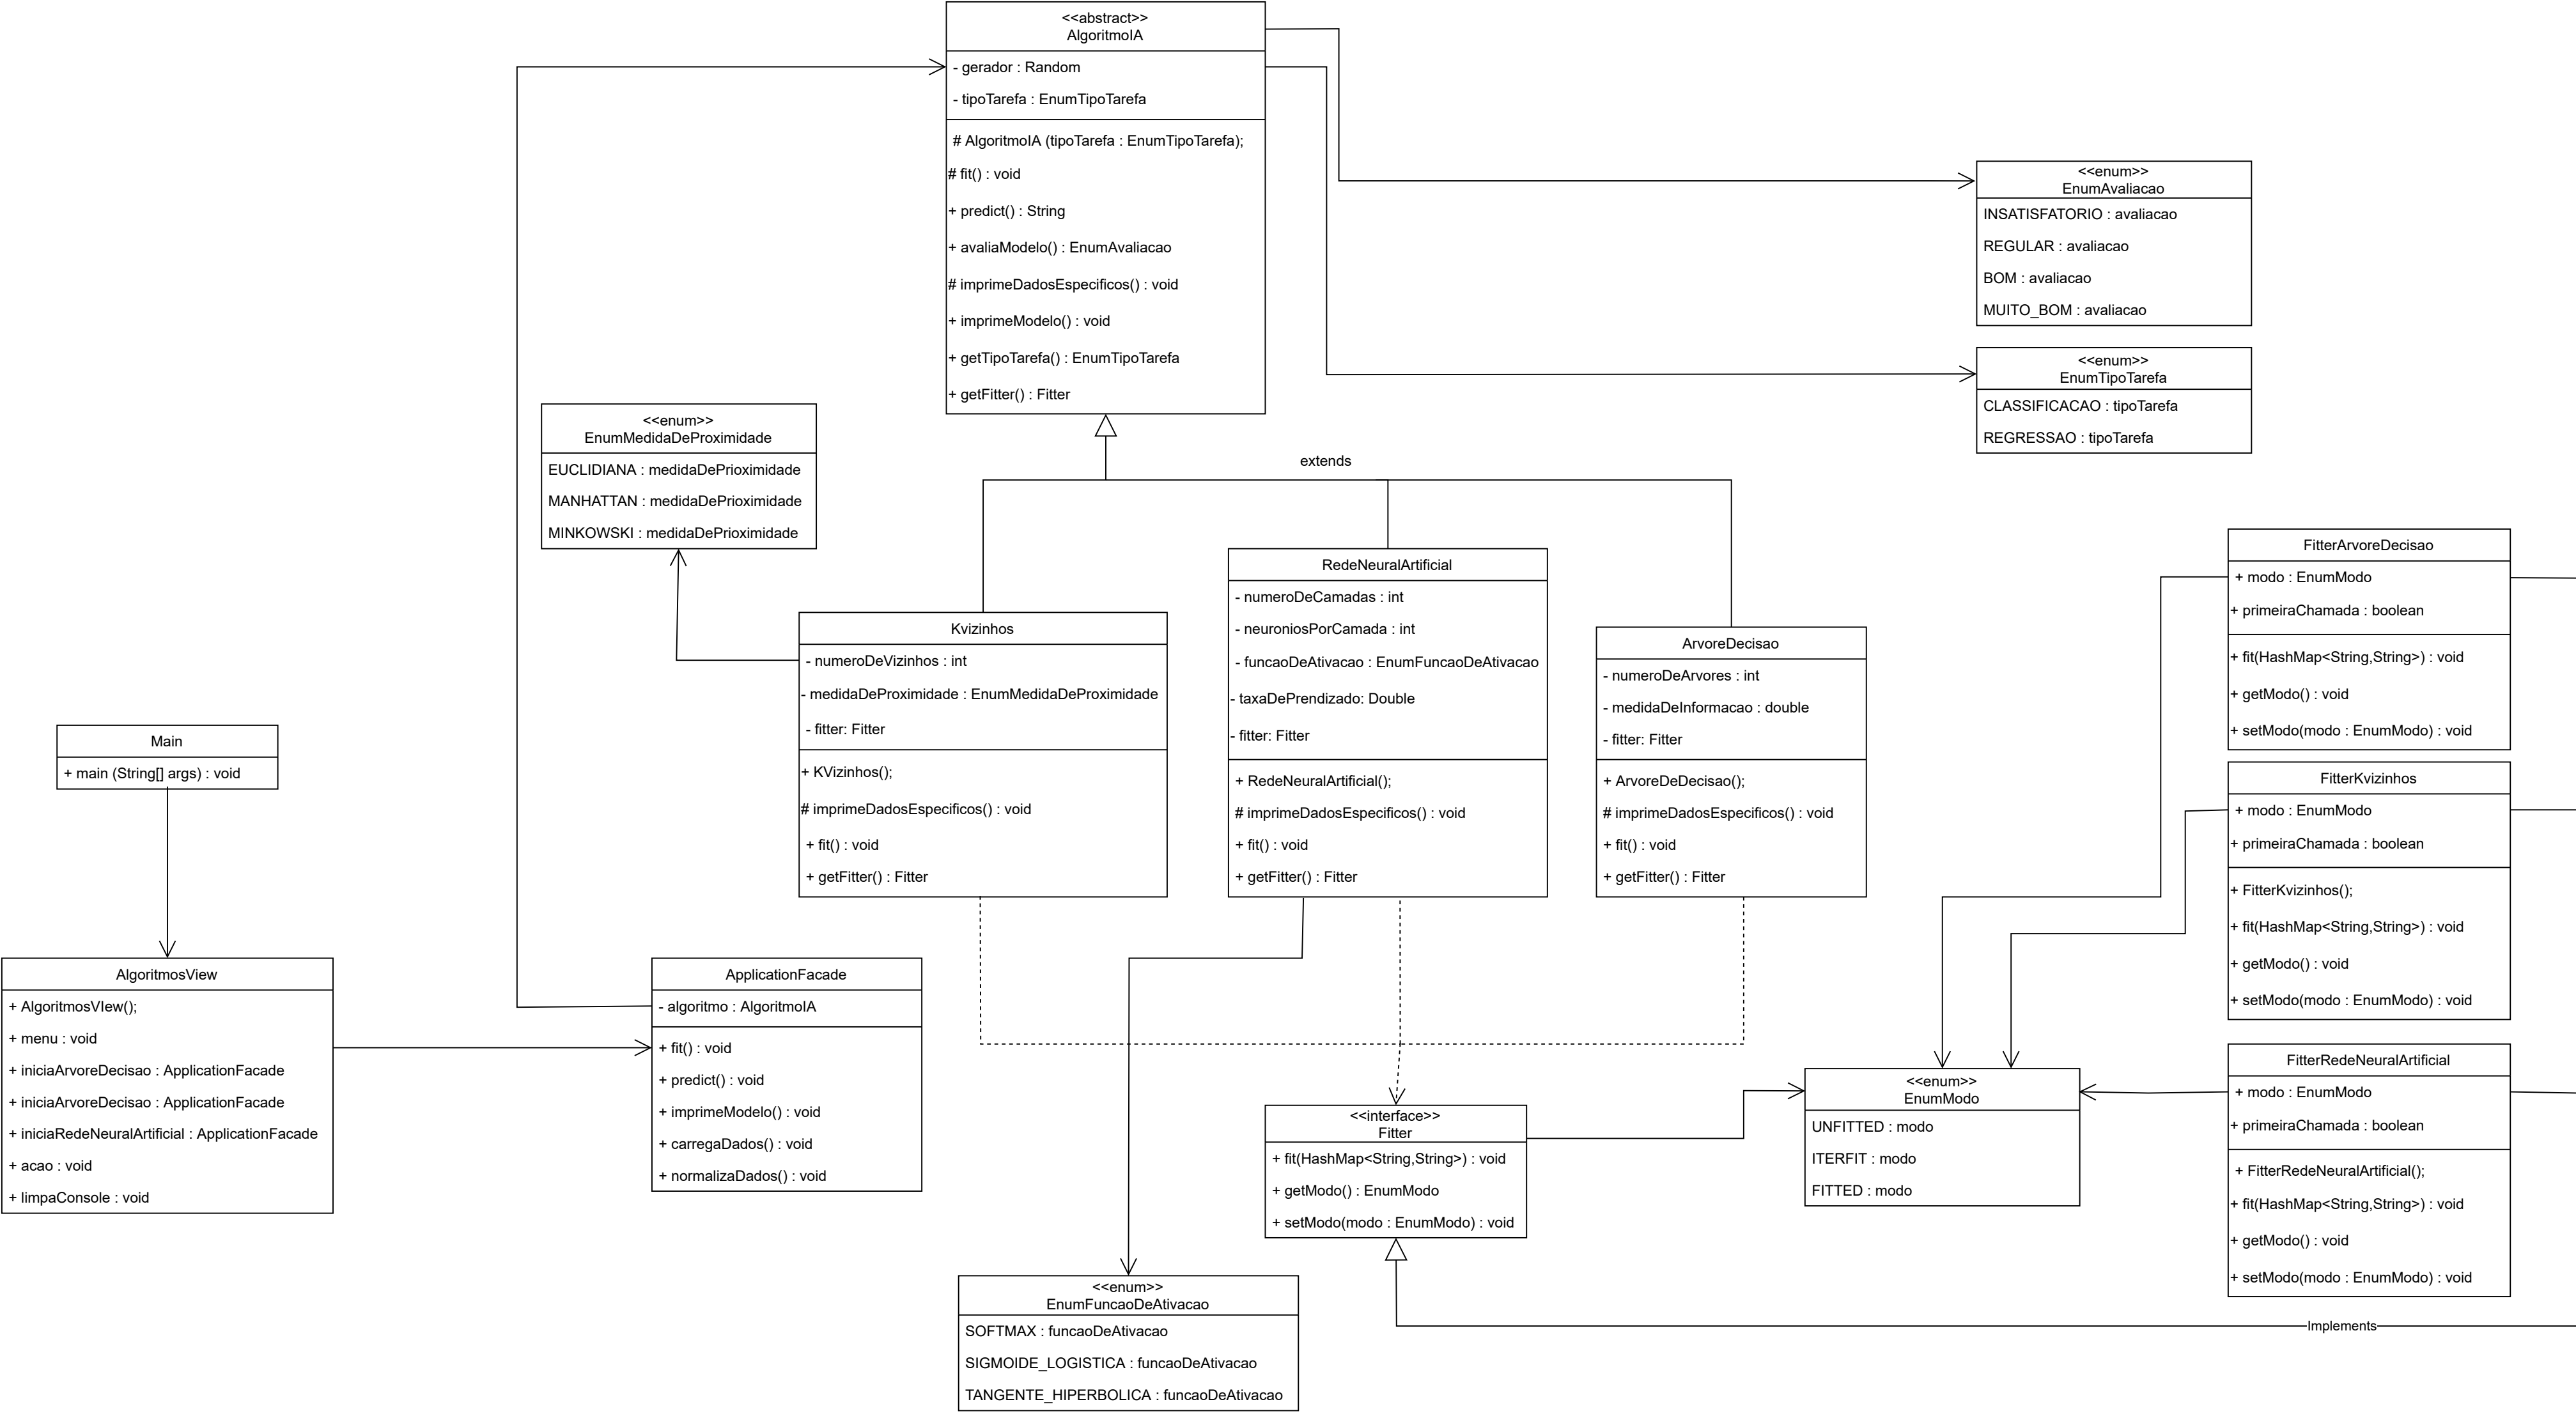 <<abstract>>
AlgoritmoIA
- gerador : Random
- tipoTarefa : EnumTipoTarefa
# AlgoritmoIA (tipoTarefa : EnumTipoTarefa);
# fit() : void
+ predict() : String
+ avaliaModelo() : EnumAvaliacao
# imprimeDadosEspecificos() : void
+ imprimeModelo() : void
+ getTipoTarefa() : EnumTipoTarefa
+ getFitter() : Fitter
<<enum>>
EnumAvaliacao
INSATISFATORIO : avaliacao
REGULAR : avaliacao
BOM : avaliacao
MUITO_BOM : avaliacao
<<enum>>
EnumTipoTarefa
CLASSIFICACAO : tipoTarefa
REGRESSAO : tipoTarefa
<<enum>>
EnumMedidaDeProximidade
EUCLIDIANA : medidaDePrioximidade
MANHATTAN : medidaDePrioximidade
MINKOWSKI : medidaDePrioximidade
extends
Kvizinhos
- numeroDeVizinhos : int
- medidaDeProximidade : EnumMedidaDeProximidade
- fitter: Fitter
+ KVizinhos();
# imprimeDadosEspecificos() : void
+ fit() : void
+ getFitter() : Fitter
RedeNeuralArtificial
- numeroDeCamadas : int
- neuroniosPorCamada : int
- funcaoDeAtivacao : EnumFuncaoDeAtivacao
- taxaDePrendizado: Double
- fitter: Fitter
+ RedeNeuralArtificial();
# imprimeDadosEspecificos() : void
+ fit() : void
+ getFitter() : Fitter
ArvoreDecisao
- numeroDeArvores : int
- medidaDeInformacao : double
- fitter: Fitter
+ ArvoreDeDecisao();
# imprimeDadosEspecificos() : void
+ fit() : void
+ getFitter() : Fitter
FitterArvoreDecisao
+ modo : EnumModo
+ primeiraChamada : boolean
+ fit(HashMap<String,String>) : void
+ getModo() : void
+ setModo(modo : EnumModo) : void
FitterKvizinhos
+ modo : EnumModo
+ primeiraChamada : boolean
+ FitterKvizinhos();
+ fit(HashMap<String,String>) : void
+ getModo() : void
+ setModo(modo : EnumModo) : void
Main
+ main (String[] args) : void
AlgoritmosView
+ AlgoritmosVIew();
+ menu : void
+ iniciaArvoreDecisao : ApplicationFacade
+ iniciaArvoreDecisao : ApplicationFacade
+ iniciaRedeNeuralArtificial : ApplicationFacade
+ acao : void
+ limpaConsole : void
ApplicationFacade
- algoritmo : AlgoritmoIA
+ fit() : void
+ predict() : void
+ imprimeModelo() : void
+ carregaDados() : void
+ normalizaDados() : void
<<interface>>
Fitter
+ fit(HashMap<String,String>) : void
+ getModo() : EnumModo
+ setModo(modo : EnumModo) : void
<<enum>>
EnumModo
UNFITTED : modo
ITERFIT : modo
FITTED : modo
FitterRedeNeuralArtificial
+ modo : EnumModo
+ primeiraChamada : boolean
+ FitterRedeNeuralArtificial();
+ fit(HashMap<String,String>) : void
+ getModo() : void
+ setModo(modo : EnumModo) : void
<<enum>>
EnumFuncaoDeAtivacao
SOFTMAX : funcaoDeAtivacao
SIGMOIDE_LOGISTICA : funcaoDeAtivacao
TANGENTE_HIPERBOLICA : funcaoDeAtivacao
Implements